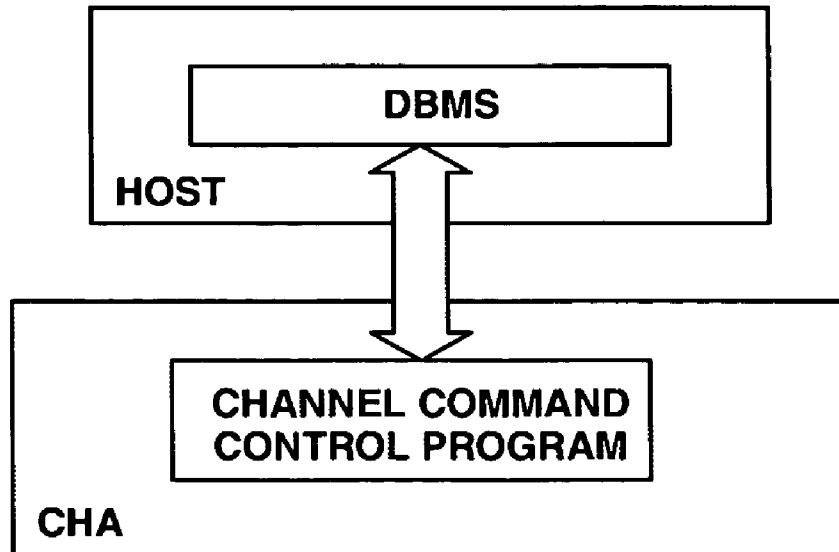 DBMS
HOST
CHANNEL COMMAND
CONTROL PROGRAM
CHA